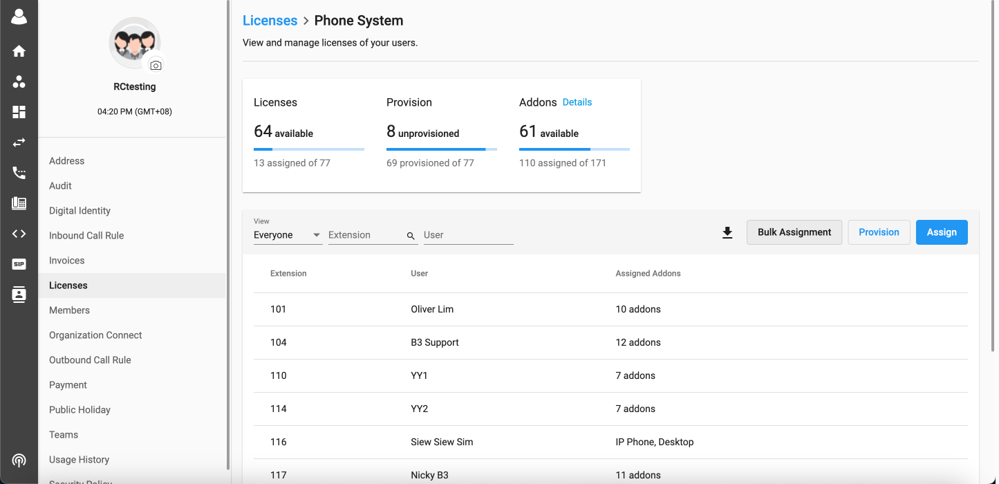 RCtesting
04:20 PM (GMT+08)
Address
Audit
Digital Identity
Inbound Call Rule
Invoices
Licenses
Members
Organization Connect
Outbound Call Rule
Payment
Public Holiday
Teams
Usage History
Security Policy
SIP
Licenses > Phone System
View and manage licenses of your users.
Licenses
64 available
13 assigned of 77
Provision
8 unprovisioned
69 provisioned of 77
Addons Details
61 available
110 assigned of 171
View
Everyone Extension User
Bulk Assignment Provision Assign
Extension User Assigned Addons
101 Oliver Lim 10 addons
104 B3 Support 12 addons
110 YY1 7 addons
114 YY2 7 addons
116 Siew Siew Sim IP Phone, Desktop
117 Nicky B3 11 addons